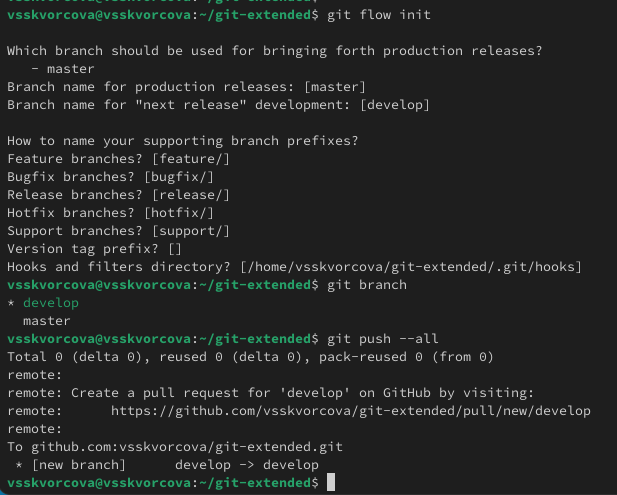 vsskvorcova@vsskvorcova:~/git-extended$ git flow init

Which branch should be used for bringing forth production releases?
   - master
Branch name for production releases: [master]
Branch name for "next release" development: [develop]

How to name your supporting branch prefixes?
Feature branches? [feature/]
Bugfix branches? [bugfix/]
Release branches? [release/]
Hotfix branches? [hotfix/]
Support branches? [support/]
Version tag prefix? []
Hooks and filters directory? [/home/vsskvorcova/git-extended/.git/hooks]
vsskvorcova@vsskvorcova:~/git-extended$ git branch
* develop
  master
vsskvorcova@vsskvorcova:~/git-extended$ git push --all
Total 0 (delta 0), reused 0 (delta 0), pack-reused 0 (from 0)
remote:
remote: Create a pull request for 'develop' on GitHub by visiting:
remote:      https://github.com/vsskvorcova/git-extended/pull/new/develop
remote:
To github.com:vsskvorcova/git-extended.git
 * [new branch]      develop -> develop
vsskvorcova@vsskvorcova:~/git-extended$